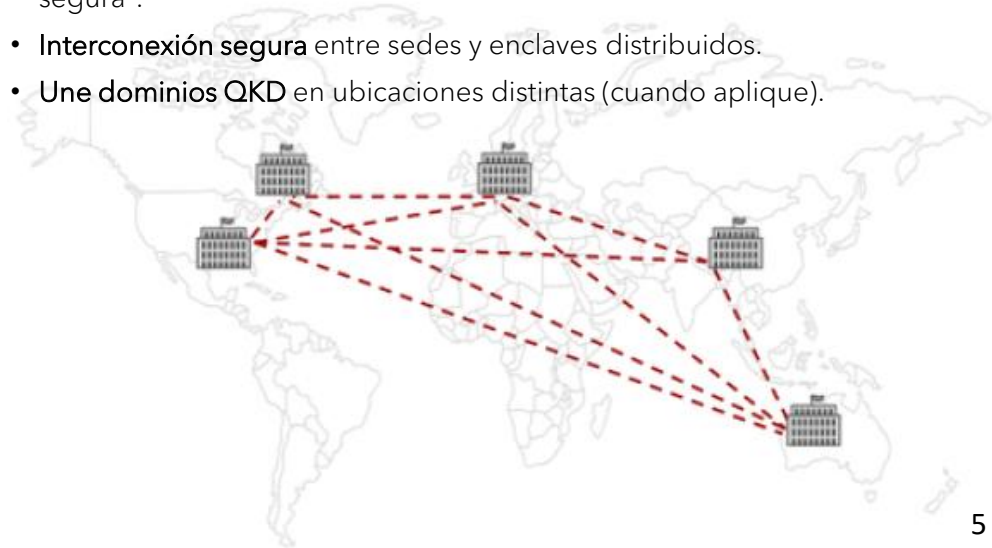 segura".
• Interconexión segura entre sedes y enclaves distribuidos.
• Une dominios QKD en ubicaciones distintas (cuando aplique).
5